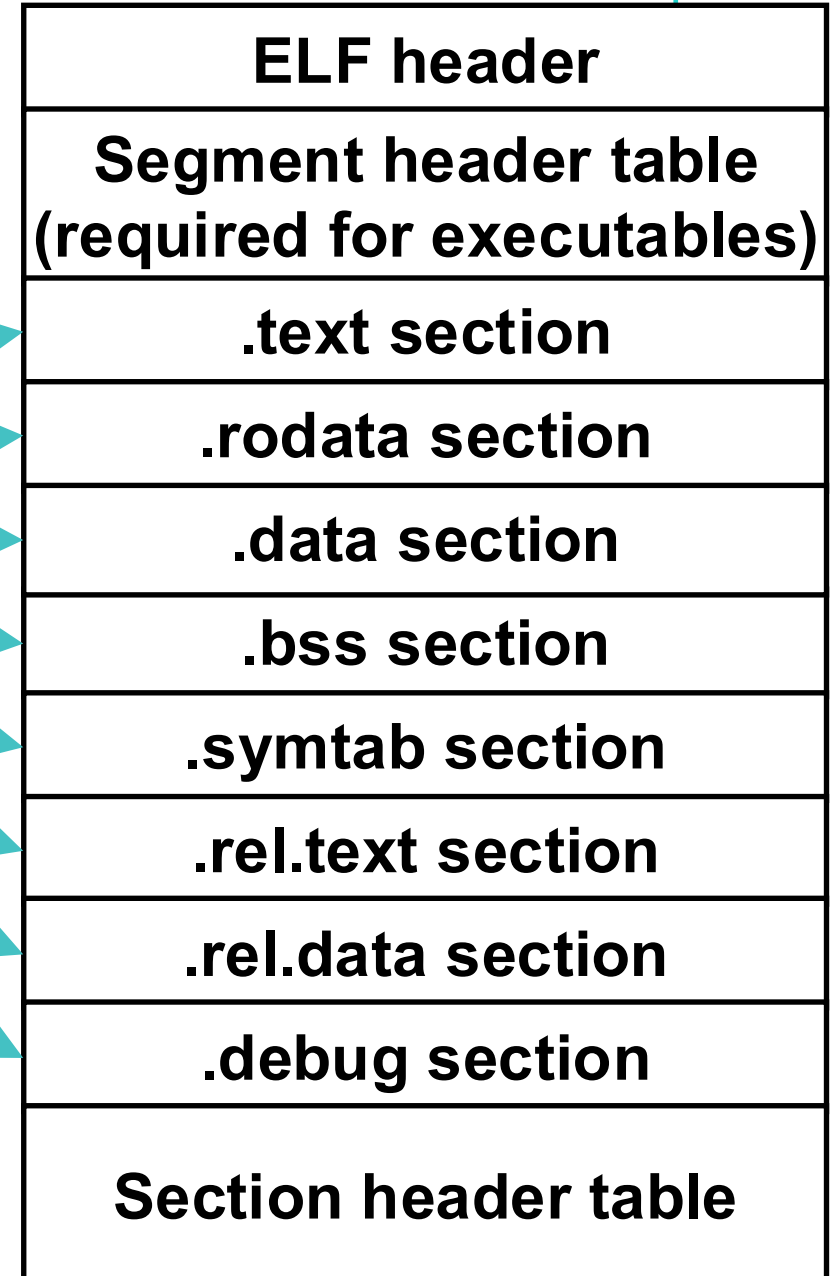 ELF header
Segment header table
(required for executables)
.text section
.rodata section
.data section
.bss section
.symtab section
.rel.text section
.rel.data section
.debug section
Section header table